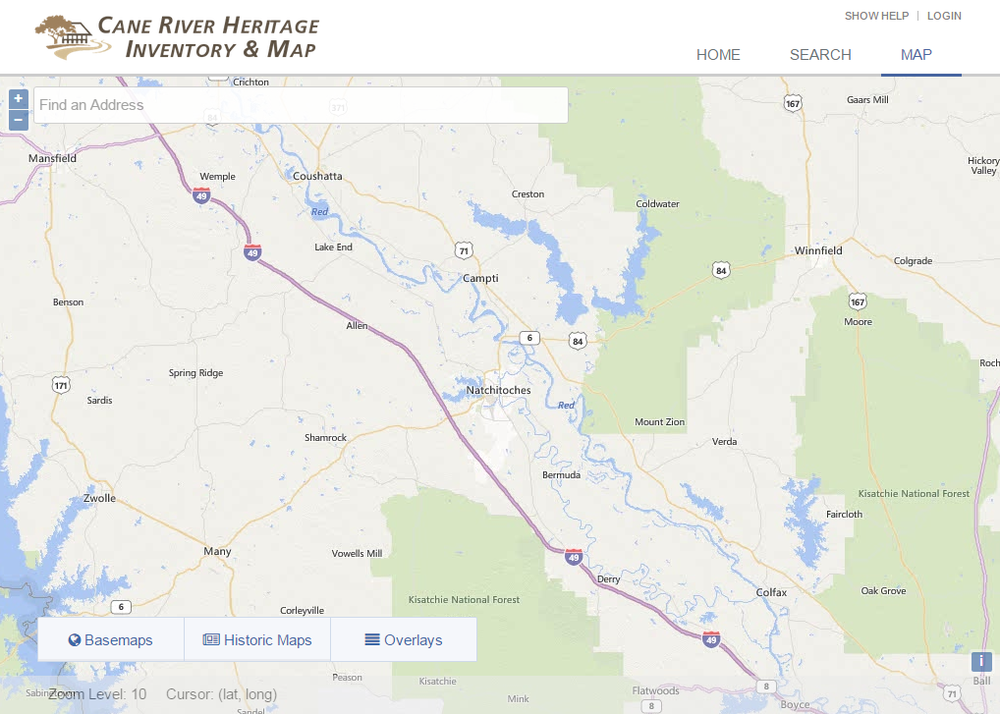 CANE RIVER HERITAGE
INVENTORY & MAP
SHOW HELP | LOGIN
HOME SEARCH MAP
Crichton
+
Find an Address
84
371
167
Gaars Mill
−
Mansfield
Hickory
Valley
Wemple
Coushatta
49
Creston
Coldwater
Red
Lake End
49
71
Winnfield
Colgrade
84
Campti
Benson
167
Moore
Allen
6
84
Roch
Spring Ridge
171
Natchitoches
Sardis
Red
Mount Zion
Shamrock
Verda
Bermuda
Zwolle
Kisatchie National Forest
Faircloth
Many
Vowells Mill
49
Derry
Kisatchie National Forest
Colfax
Oak Grove
6
Corleyville
Basemaps
Historic Maps
Overlays
49
i
Peason
Kisatchie
Ball
8
Zoom Level: 10
Cursor: (lat, long)
Flatwoods
71
Mink
8
Boyce
Sandel